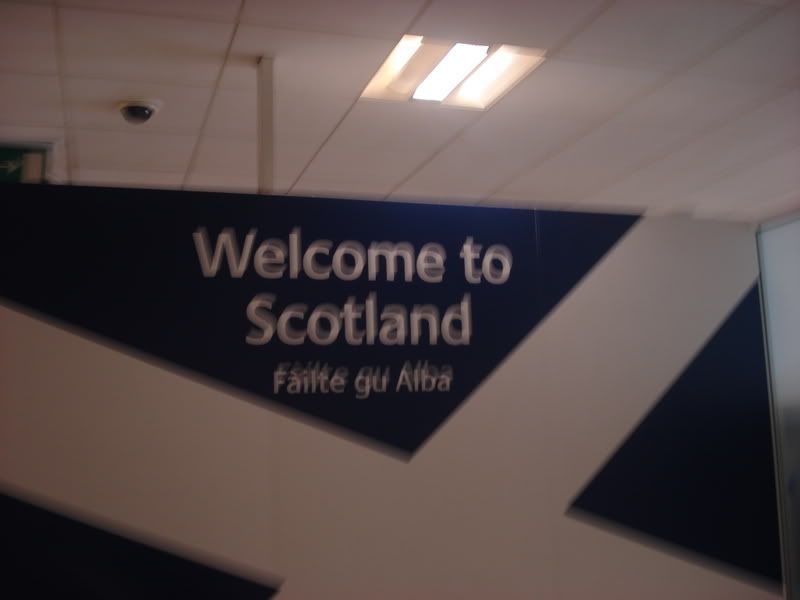 Welcome to
Scotland
Fàilte gu Alba